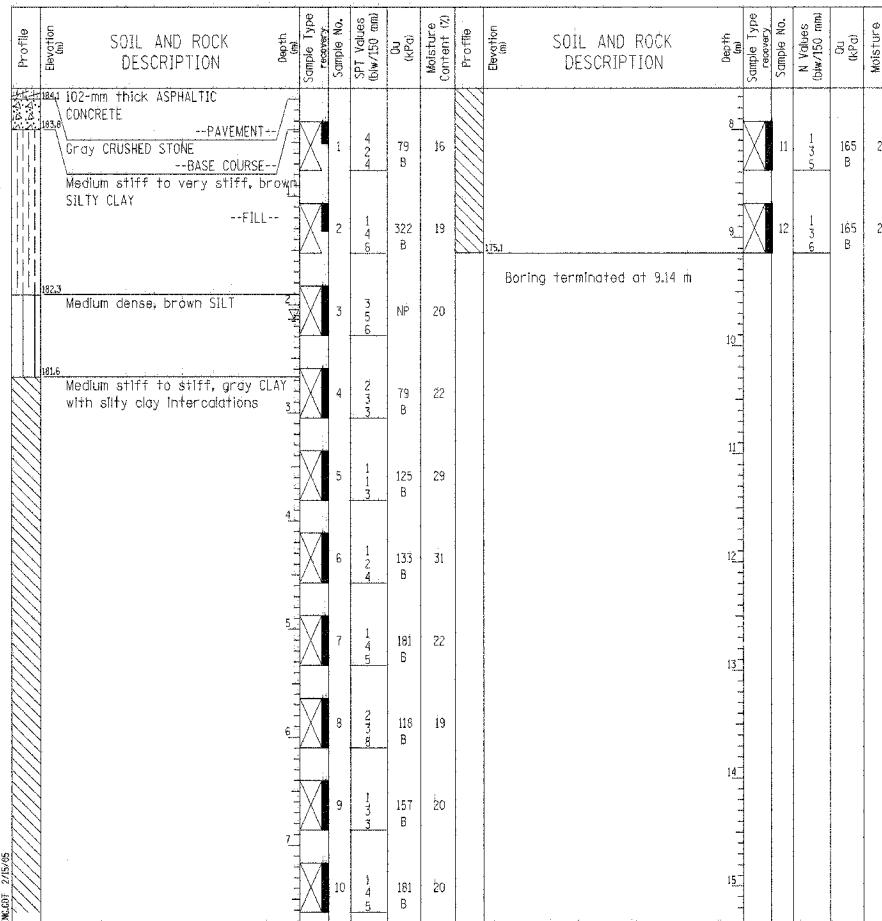 Profile
Elevation (m)
SOIL AND ROCK
DESCRIPTION
Depth (m)
Sample Type
recovery
Sample No.
SPT Values
(blw/150 mm)
Qu
(kPa)
Moisture
Content (%)
Profile
Elevation (m)
SOIL AND ROCK
DESCRIPTION
Depth (m)
Sample Type
recovery
Sample No.
N Values
(blw/150 mm)
Qu
(kPa)
Moisture
184.1 102-mm thick ASPHALTIC
CONCRETE
--PAVEMENT--
183.8
Gray CRUSHED STONE
--BASE COURSE--
Medium stiff to very stiff, brown
SILTY CLAY
--FILL--
1
1 4 2 4 79 B 16
2 1 4 6 322 B 19
182.3
Medium dense, brown SILT
2
3 3 5 6 NP 20
181.6
Medium stiff to stiff, gray CLAY
with silty clay intercalations
3
4 2 3 3 79 B 22
5 1 1 3 125 B 29
4
6 1 2 4 133 B 31
5
7 1 4 5 181 B 22
6
8 2 3 8 118 B 19
9 1 3 3 157 B 20
7
10 1 4 5 181 B 20
8
11 1 3 5 165 B 2
9
12 1 3 6 165 B 2
175.1
Boring terminated at 9.14 m
10
11
12
13
14
15
2/15/05